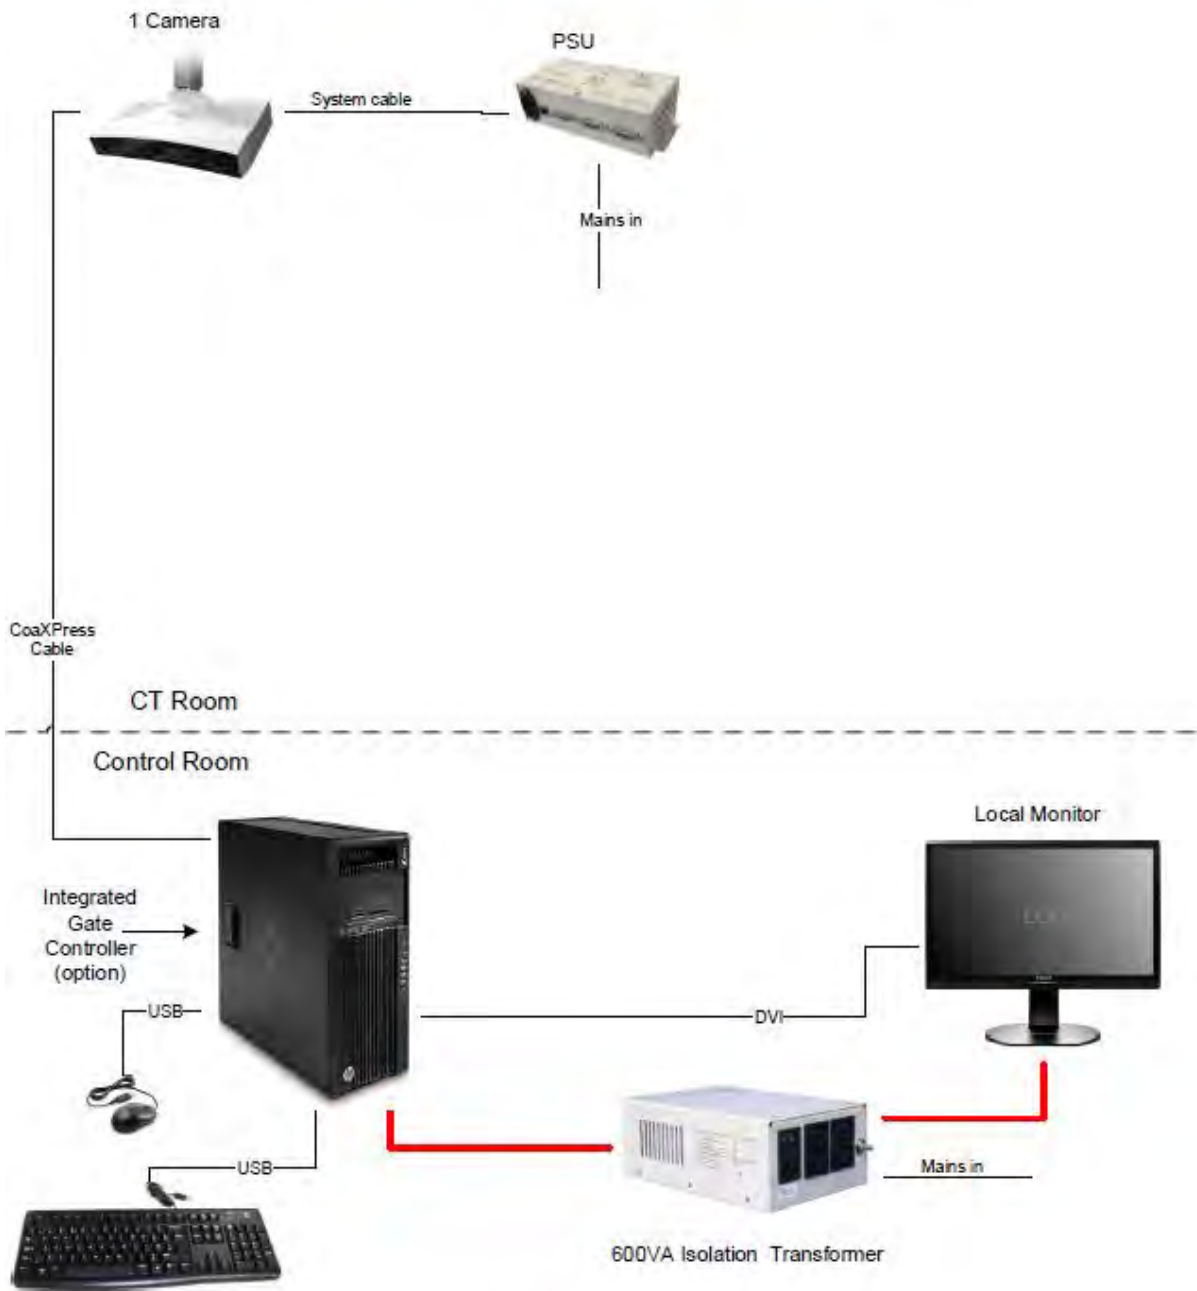 1 Camera
PSU
System cable
Mains in
CoaXPress
Cable
CT Room
Control Room
Local Monitor
Integrated
Gate
Controller
(option)
USB
DVI
USB
Mains in
600VA Isolation Transformer